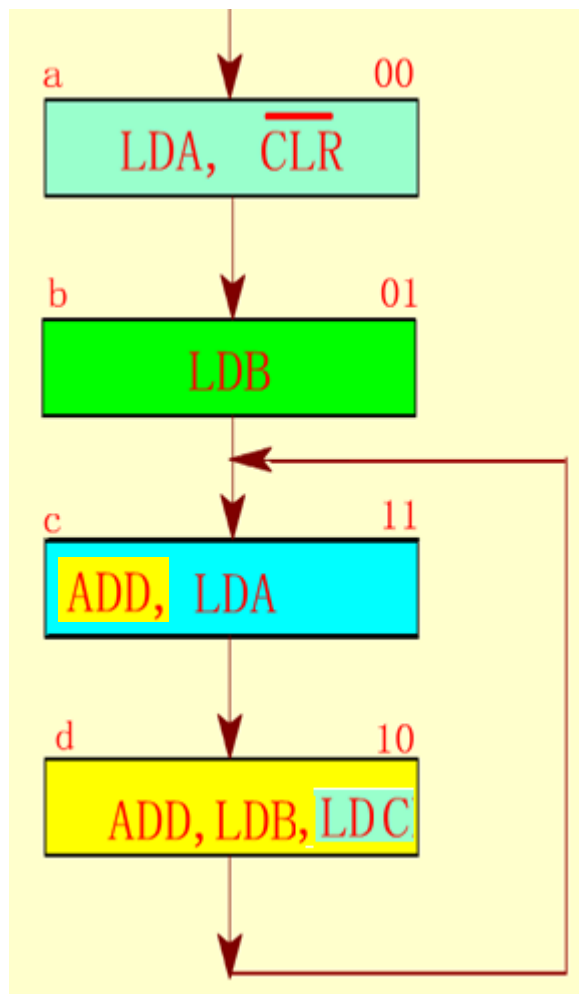 a 00
LDA, CLR
b 01
LDB
c 11
ADD, LDA
d 10
ADD, LDB, LDC